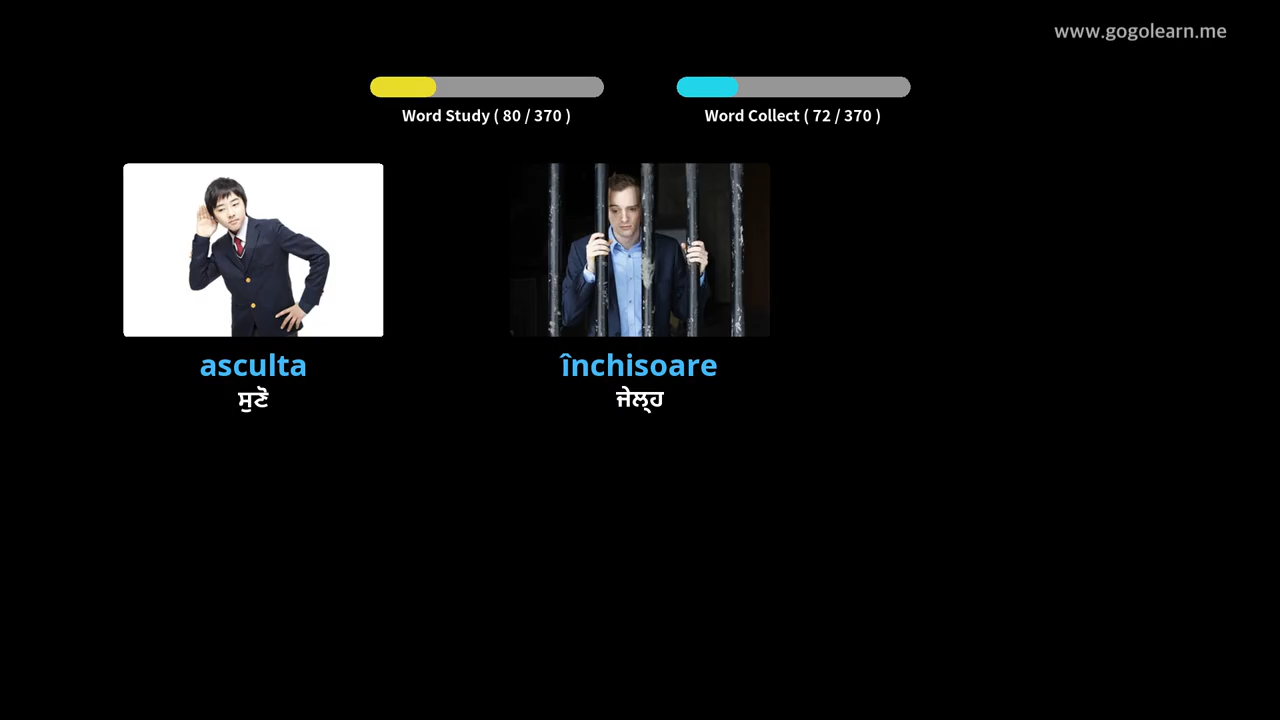 www.gogolearn.me
Word Study ( 80 / 370 )
Word Collect ( 72 / 370 )
asculta
ਸੁਣੋ
închisoare
ਜੇਲ੍ਹ